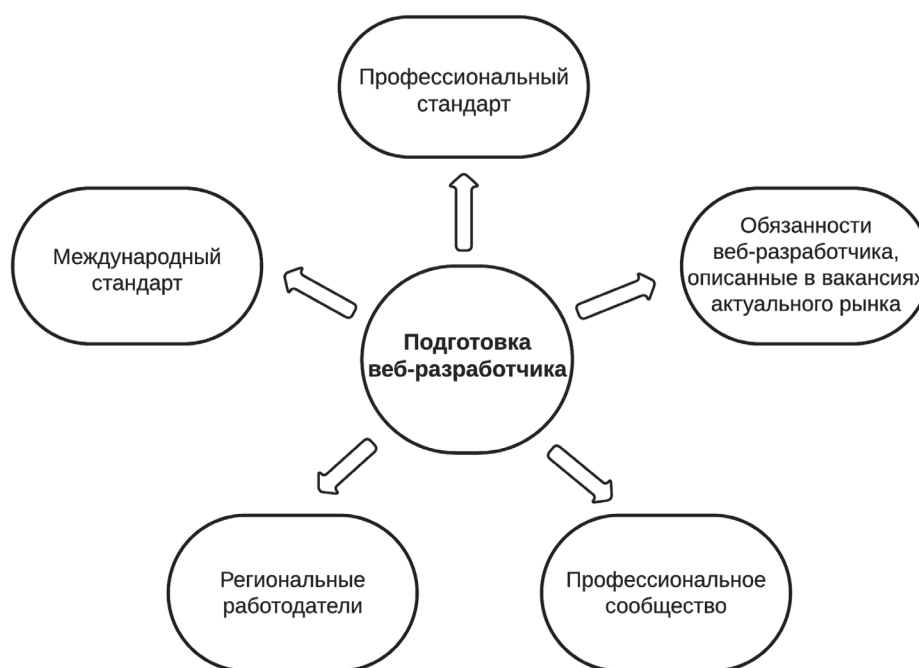 Профессиональный
стандарт
Международный
стандарт
Обязанности
веб-разработчика,
описанные в вакансиях
актуального рынка
Подготовка
веб-разработчика
Региональные
работодатели
Профессиональное
сообщество